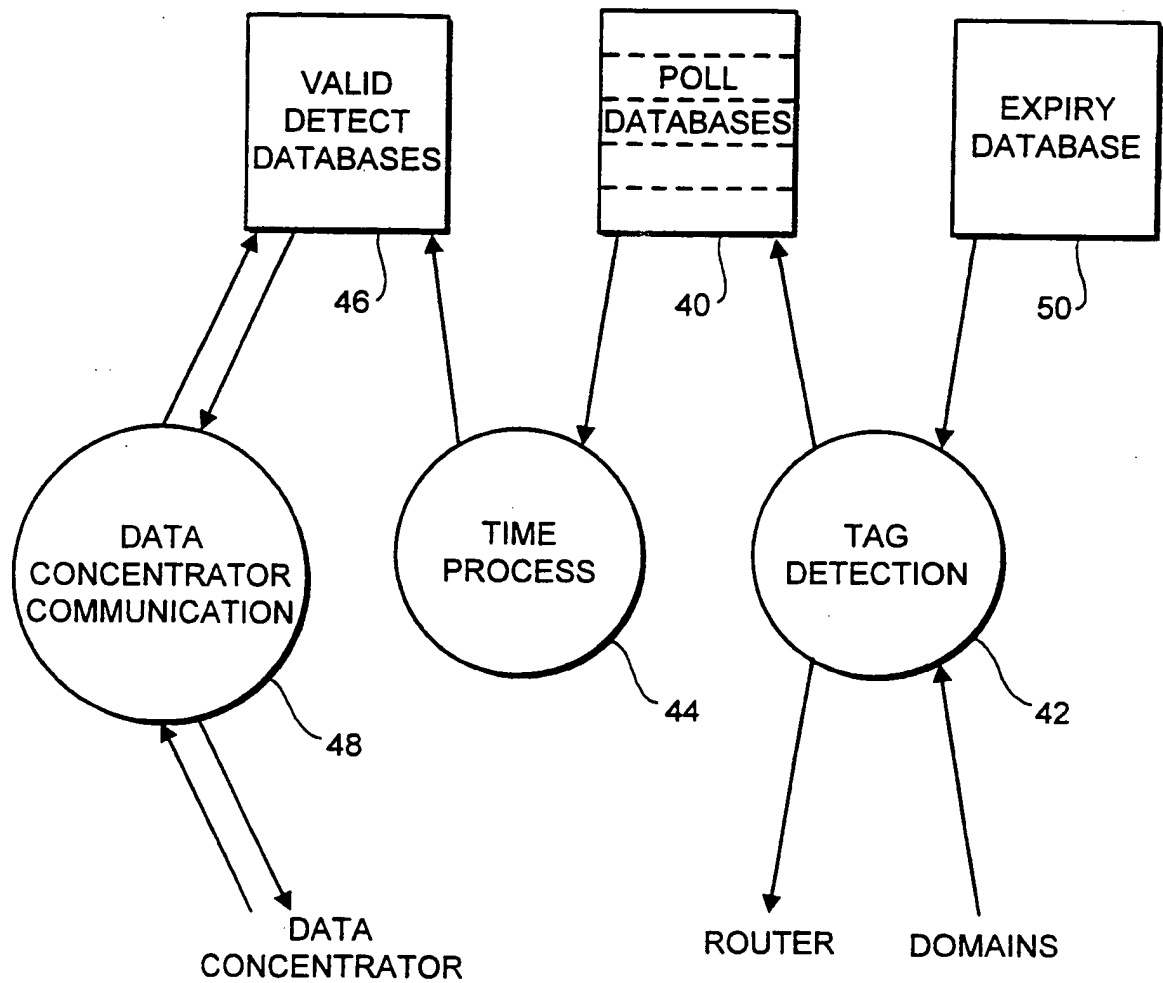 VALID
DETECT
DATABASES
POLL
DATABASES
EXPIRY
DATABASE
46
40
50
DATA
CONCENTRATOR
COMMUNICATION
TIME
PROCESS
TAG
DETECTION
48
44
42
DATA
CONCENTRATOR
ROUTER
DOMAINS